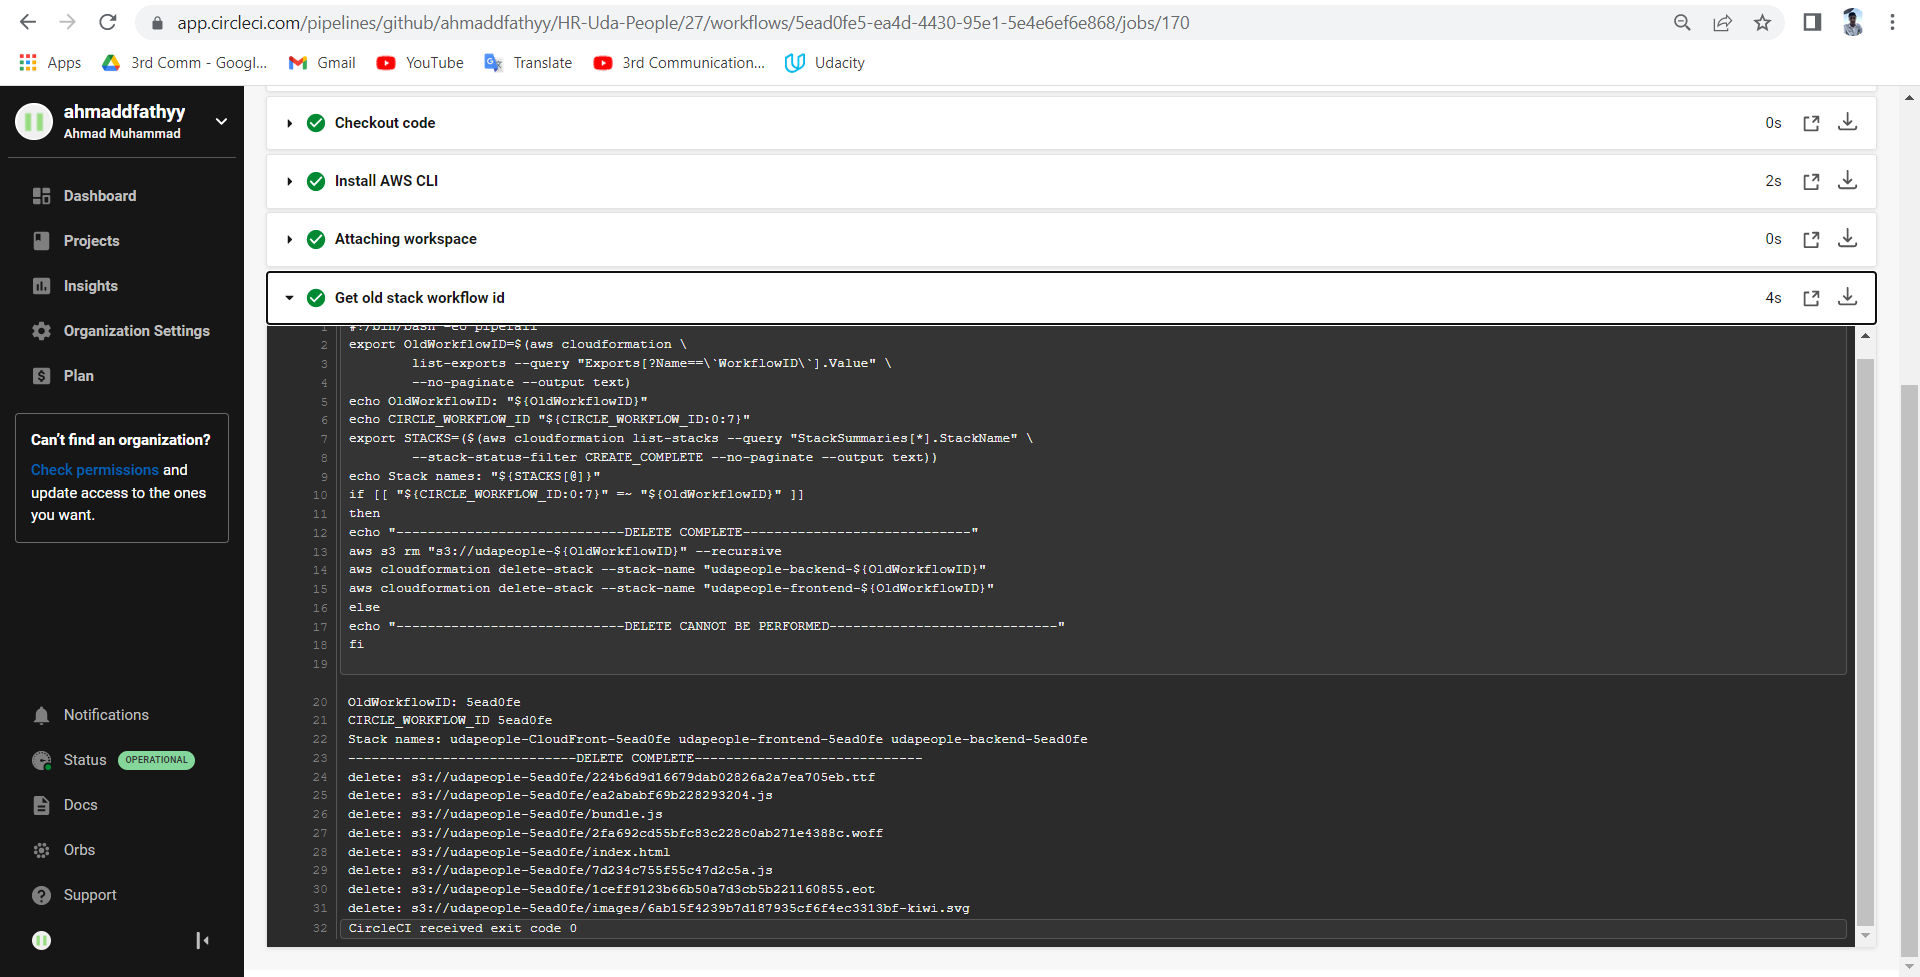 app.circleci.com/pipelines/github/ahmaddfathyy/HR-Uda-People/27/workflows/5ead0fe5-ea4d-4430-95e1-5e4e6ef6e868/jobs/170
Apps 3rd Comm - Googl... Gmail YouTube Translate 3rd Communication... Udacity
ahmaddfathyy
Ahmad Muhammad
Dashboard
Projects
Insights
Organization Settings
Plan
Can't find an organization?
Check permissions and
update access to the ones
you want.
Notifications
Status OPERATIONAL
Docs
Orbs
Support
Checkout code 0s
Install AWS CLI 2s
Attaching workspace 0s
Get old stack workflow id 4s
1 #!/bin/bash -eo pipefail
2 export OldWorkflowID=$(aws cloudformation \
3 list-exports --query "Exports[?Name==\`WorkflowID\`].Value" \
4 --no-paginate --output text)
5 echo OldWorkflowID: "${OldWorkflowID}"
6 echo CIRCLE_WORKFLOW_ID "${CIRCLE_WORKFLOW_ID:0:7}"
7 export STACKS=($(aws cloudformation list-stacks --query "StackSummaries[*].StackName" \
8 --stack-status-filter CREATE_COMPLETE --no-paginate --output text))
9 echo Stack names: "${STACKS[@]}"
10 if [[ "${CIRCLE_WORKFLOW_ID:0:7}" =~ "${OldWorkflowID}" ]]
11 then
12 echo "-----------------------------DELETE COMPLETE-----------------------------"
13 aws s3 rm "s3://udapeople-${OldWorkflowID}" --recursive
14 aws cloudformation delete-stack --stack-name "udapeople-backend-${OldWorkflowID}"
15 aws cloudformation delete-stack --stack-name "udapeople-frontend-${OldWorkflowID}"
16 else
17 echo "-----------------------------DELETE CANNOT BE PERFORMED-----------------------------"
18 fi
19
20 OldWorkflowID: 5ead0fe
21 CIRCLE_WORKFLOW_ID 5ead0fe
22 Stack names: udapeople-CloudFront-5ead0fe udapeople-frontend-5ead0fe udapeople-backend-5ead0fe
23 -----------------------------DELETE COMPLETE-----------------------------
24 delete: s3://udapeople-5ead0fe/224b6d9d16679dab02826a2a7ea705eb.ttf
25 delete: s3://udapeople-5ead0fe/ea2ababf69b228293204.js
26 delete: s3://udapeople-5ead0fe/bundle.js
27 delete: s3://udapeople-5ead0fe/2fa692cd55bfc83c228c0ab271e4388c.woff
28 delete: s3://udapeople-5ead0fe/index.html
29 delete: s3://udapeople-5ead0fe/7d234c755f55c47d2c5a.js
30 delete: s3://udapeople-5ead0fe/1ceff9123b66b50a7d3cb5b221160855.eot
31 delete: s3://udapeople-5ead0fe/images/6ab15f4239b7d187935cf6f4ec3313bf-kiwi.svg
32 CircleCI received exit code 0